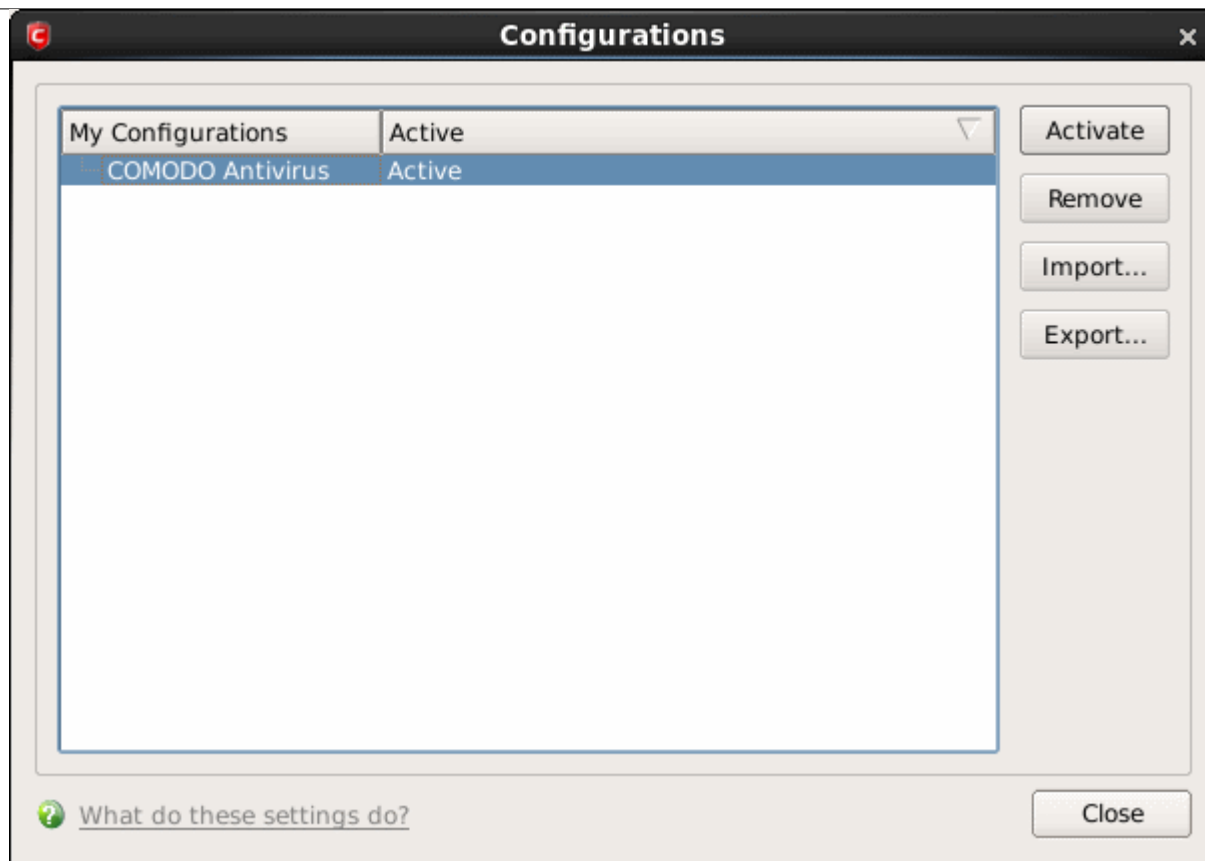 Configurations
My Configurations Active
COMODO Antivirus Active
Activate
Remove
Import...
Export...
What do these settings do?
Close